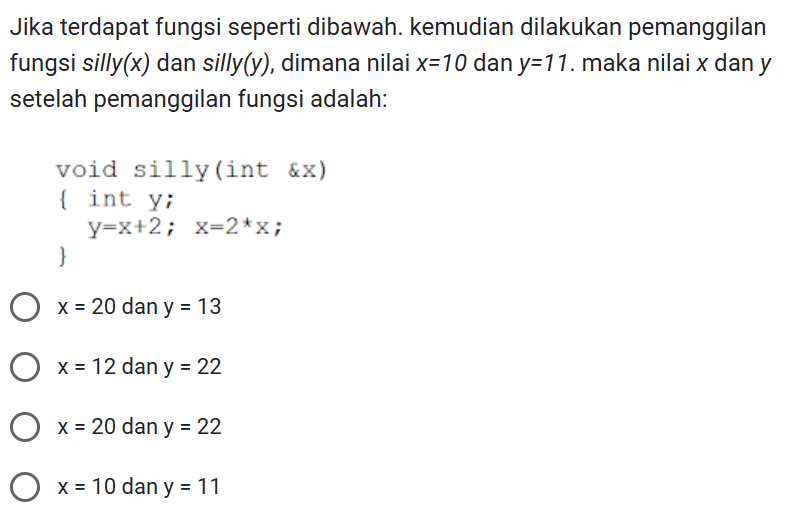 Jika terdapat fungsi seperti dibawah. kemudian dilakukan pemanggilan
fungsi silly(x) dan silly(y), dimana nilai x=10 dan y=11. maka nilai x dan y
setelah pemanggilan fungsi adalah:
void silly(int &x)
{ int y;
y=x+2; x=2*x;
}
x = 20 dan y = 13
x = 12 dan y = 22
x = 20 dan y = 22
x = 10 dan y = 11